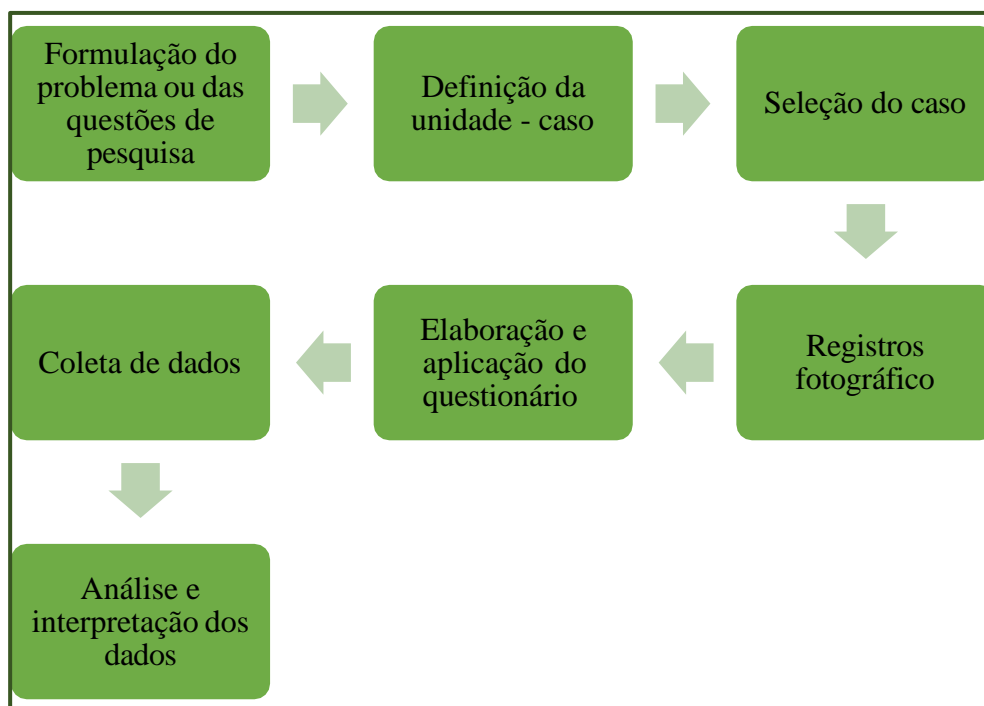 Formulação do
problema ou das
questões de
pesquisa
Definição da
unidade - caso
Seleção do caso
Registros
fotográfico
Elaboração e
aplicação do
questionário
Coleta de dados
Análise e
interpretação dos
dados